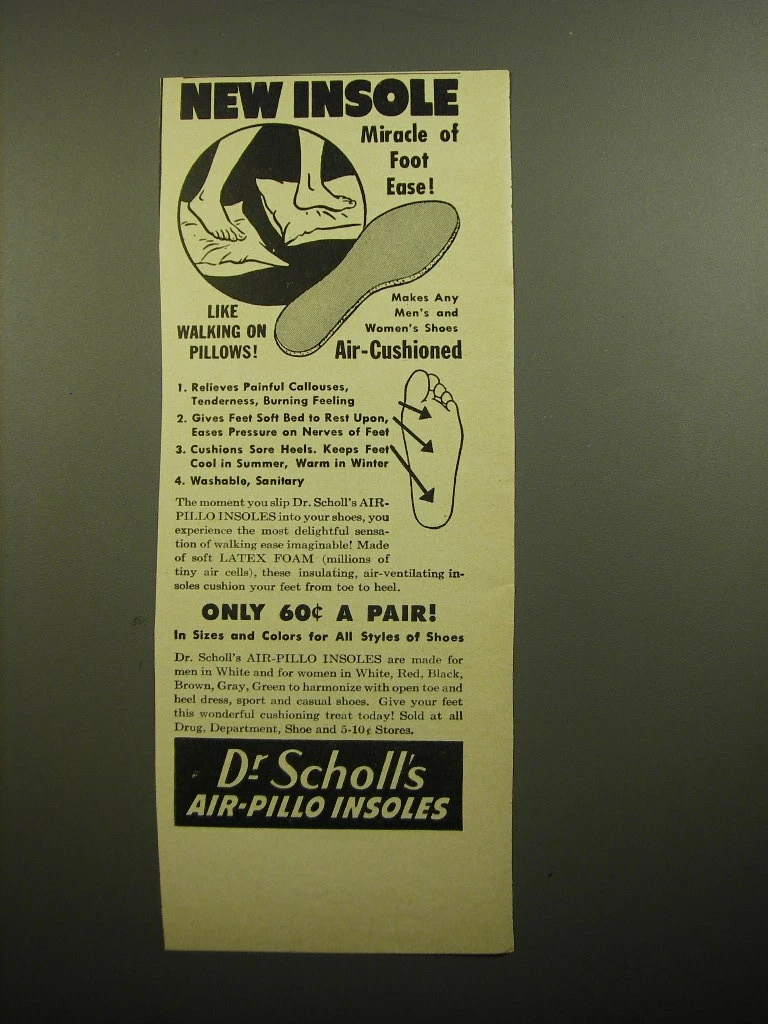 NEW INSOLE
Miracle of
Foot
Ease!
LIKE
WALKING ON
PILLOWS!
Makes Any
Men's and
Women's Shoes
Air-Cushioned
1. Relieves Painful Callouses,
Tenderness, Burning Feeling
2. Gives Feet Soft Bed to Rest Upon,
Eases Pressure on Nerves of Feet
3. Cushions Sore Heels. Keeps Feet
Cool in Summer, Warm in Winter
4. Washable, Sanitary
The moment you slip Dr. Scholl's AIR-
PILLO INSOLES into your shoes, you
experience the most delightful sensa-
tion of walking ease imaginable! Made
of soft LATEX FOAM (millions of
tiny air cells), these insulating, air-ventilating in-
soles cushion your feet from toe to heel.
ONLY 60¢ A PAIR!
In Sizes and Colors for All Styles of Shoes
Dr. Scholl's AIR-PILLO INSOLES are made for
men in White and for women in White, Red, Black,
Brown, Gray, Green to harmonize with open toe and
heel dress, sport and casual shoes. Give your feet
this wonderful cushioning treat today! Sold at all
Drug, Department, Shoe and 5-10¢ Stores.
Dr Scholl's
AIR-PILLO INSOLES